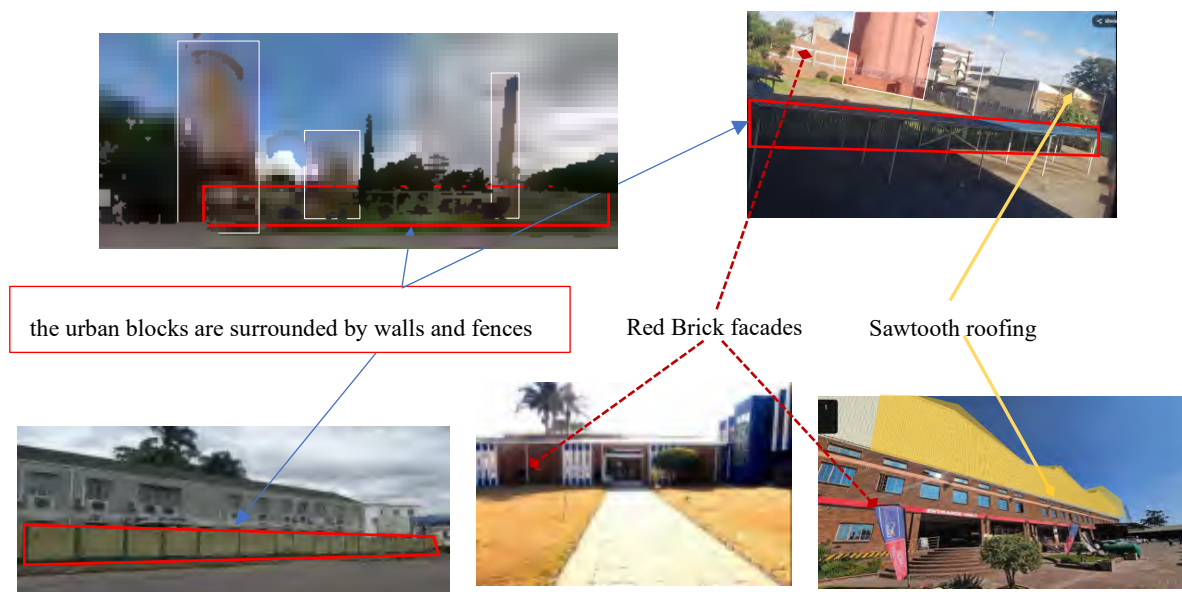 the urban blocks are surrounded by walls and fences
Red Brick facades
Sawtooth roofing